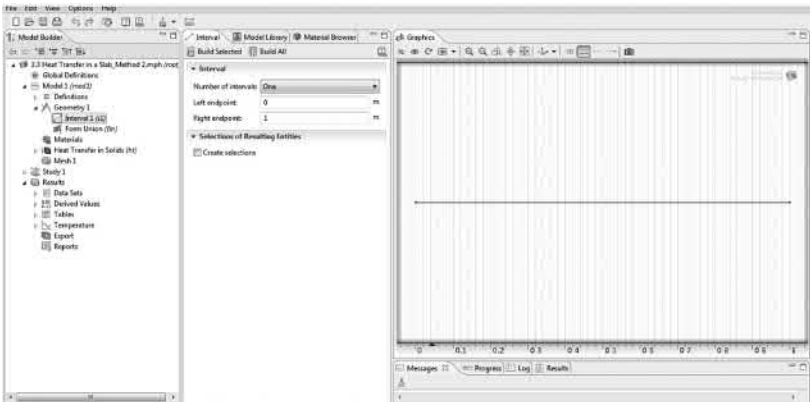 File Edit View Options Help
Model Builder
3.3 Heat Transfer in a Slab_Method 2.mph (root)
Global Definitions
Model 1 (mod1)
Definitions
Geometry 1
Interval 1 (i1)
Form Union (fin)
Materials
Heat Transfer in Solids (ht)
Mesh 1
Study 1
Results
Data Sets
Derived Values
Tables
Temperature
Export
Reports
Interval Model Library Material Browser
Build Selected Build All
Interval
Number of intervals: One
Left endpoint: 0 m
Right endpoint: 1 m
Selections of Resulting Entities
Create selections
Graphics
0 0.1 0.2 0.3 0.4 0.5 0.6 0.7 0.8 0.9 1
Messages Progress Log Results